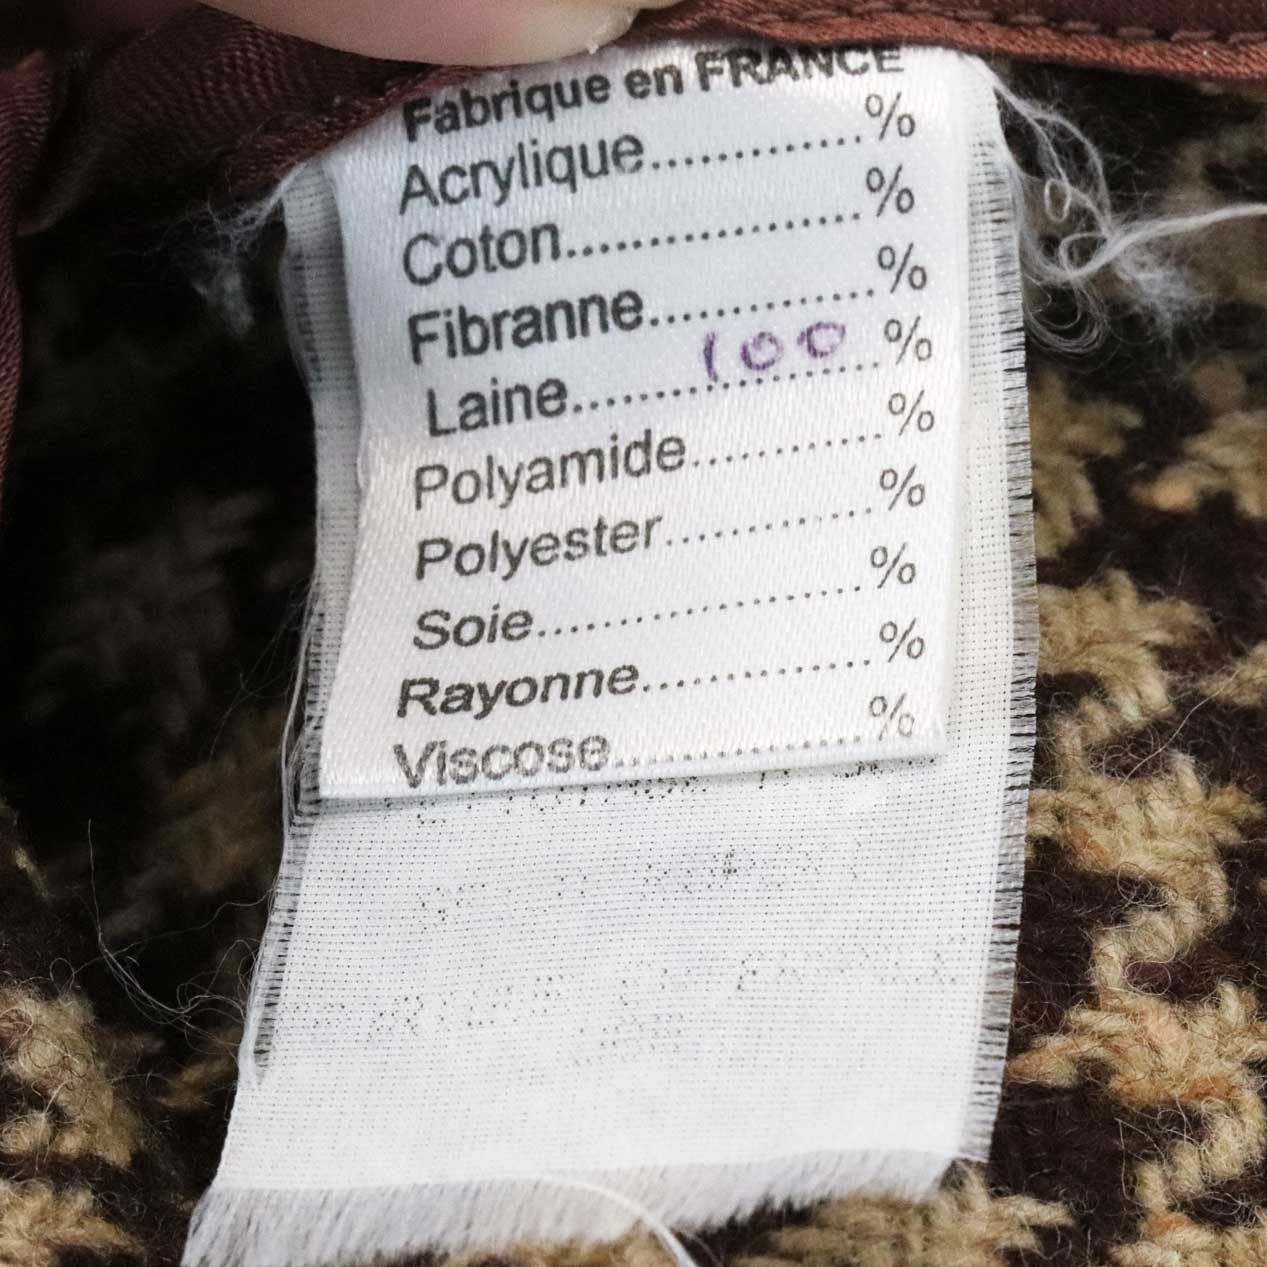 Fabrique en FRANCE
Acrylique..............%
Coton.....................%
Fibranne................%
Laine........100........%
Polyamide..............%
Polyester...............%
Soie.......................%
Rayonne................%
Viscose...................%